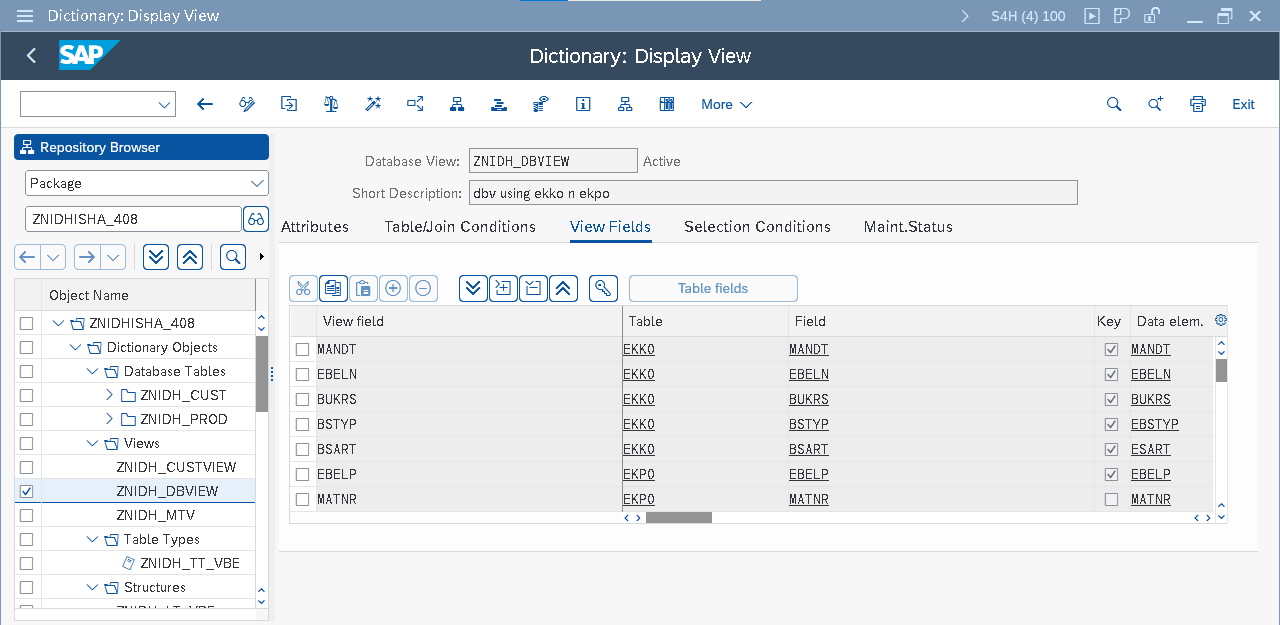 Dictionary: Display View
S4H (4) 100
SAP
Dictionary: Display View
More
Exit
Repository Browser
Package
ZNIDHISHA_408
Object Name
ZNIDHISHA_408
Dictionary Objects
Database Tables
ZNIDH_CUST
ZNIDH_PROD
Views
ZNIDH_CUSTVIEW
ZNIDH_DBVIEW
ZNIDH_MTV
Table Types
ZNIDH_TT_VBE
Structures
Database View: ZNIDH_DBVIEW Active
Short Description: dbv using ekko n ekpo
Attributes Table/Join Conditions View Fields Selection Conditions Maint.Status
Table fields
View field Table Field Key Data elem.
MANDT EKKO MANDT MANDT
EBELN EKKO EBELN EBELN
BUKRS EKKO BUKRS BUKRS
BSTYP EKKO BSTYP EBSTYP
BSART EKKO BSART ESART
EBELP EKPO EBELP EBELP
MATNR EKPO MATNR MATNR